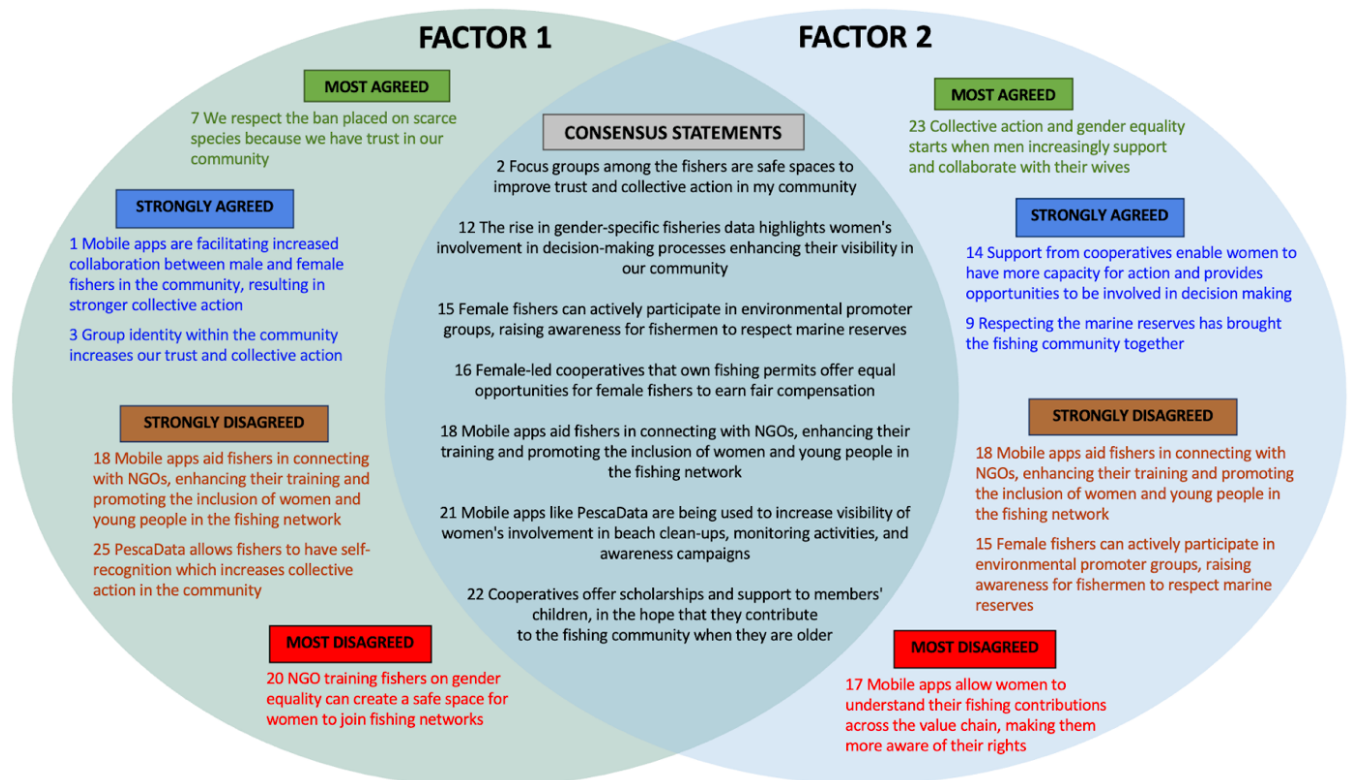 FACTOR 1
MOST AGREED
7 We respect the ban placed on scarce
species because we have trust in our
community
STRONGLY AGREED
1 Mobile apps are facilitating increased
collaboration between male and female
fishers in the community, resulting in
stronger collective action
3 Group identity within the community
increases our trust and collective action
STRONGLY DISAGREED
18 Mobile apps aid fishers in connecting
with NGOs, enhancing their training and
promoting the inclusion of women and
young people in the fishing network
25 PescaData allows fishers to have self-
recognition which increases collective
action in the community
MOST DISAGREED
20 NGO training fishers on gender
equality can create a safe space for
women to join fishing networks
CONSENSUS STATEMENTS
2 Focus groups among the fishers are safe spaces to
improve trust and collective action in my community
12 The rise in gender-specific fisheries data highlights women's
involvement in decision-making processes enhancing their visibility in
our community
15 Female fishers can actively participate in environmental promoter
groups, raising awareness for fishermen to respect marine reserves
16 Female-led cooperatives that own fishing permits offer equal
opportunities for female fishers to earn fair compensation
18 Mobile apps aid fishers in connecting with NGOs, enhancing their
training and promoting the inclusion of women and young people in
the fishing network
21 Mobile apps like PescaData are being used to increase visibility of
women's involvement in beach clean-ups, monitoring activities, and
awareness campaigns
22 Cooperatives offer scholarships and support to members'
children, in the hope that they contribute
to the fishing community when they are older
FACTOR 2
MOST AGREED
23 Collective action and gender equality
starts when men increasingly support
and collaborate with their wives
STRONGLY AGREED
14 Support from cooperatives enable women to
have more capacity for action and provides
opportunities to be involved in decision making
9 Respecting the marine reserves has brought
the fishing community together
STRONGLY DISAGREED
18 Mobile apps aid fishers in connecting with
NGOs, enhancing their training and promoting
the inclusion of women and young people in
the fishing network
15 Female fishers can actively participate in
environmental promoter groups, raising
awareness for fishermen to respect marine
reserves
MOST DISAGREED
17 Mobile apps allow women to
understand their fishing contributions
across the value chain, making them
more aware of their rights